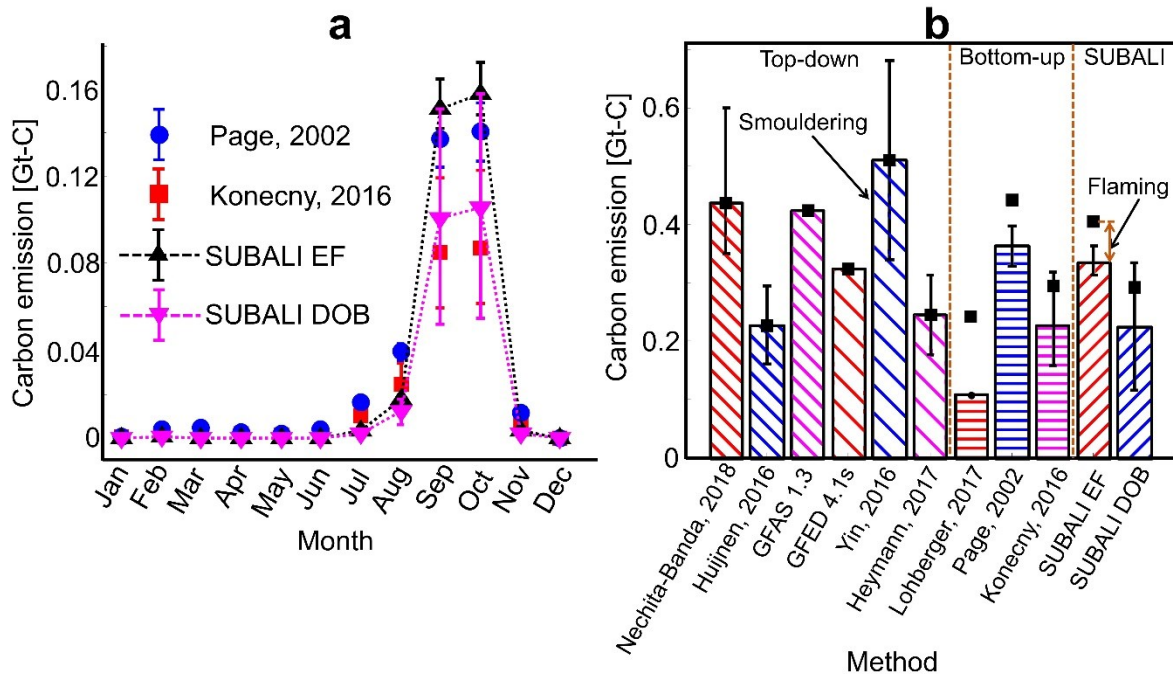 a
Carbon emission [Gt-C]
0.16
0.12
0.08
0.04
0
Page, 2002
Konecny, 2016
SUBALI EF
SUBALI DOB
Jan
Feb
Mar
Apr
May
Jun
Jul
Aug
Sep
Oct
Nov
Dec
Month
b
Carbon emission [Gt-C]
0.6
0.4
0.2
0
Top-down
Bottom-up
SUBALI
Smouldering
Flaming
Nechita-Banda, 2018
Huijnen, 2016
GFAS 1.3
GFED 4.1s
Yin, 2016
Heymann, 2017
Lohberger, 2017
Page, 2002
Konecny, 2016
SUBALI EF
SUBALI DOB
Method